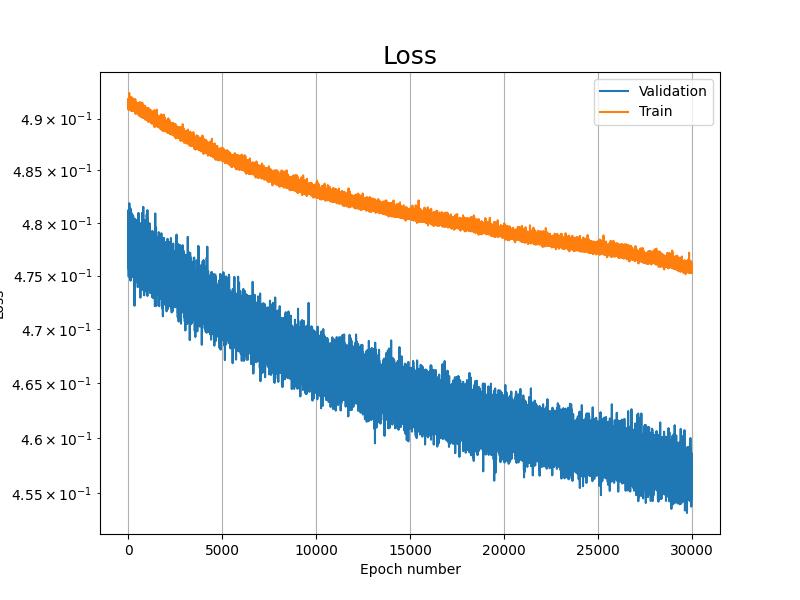 Loss
Validation
Train
4.9 × 10⁻¹
4.85 × 10⁻¹
4.8 × 10⁻¹
4.75 × 10⁻¹
4.7 × 10⁻¹
4.65 × 10⁻¹
4.6 × 10⁻¹
4.55 × 10⁻¹
Loss
0 5000 10000 15000 20000 25000 30000
Epoch number